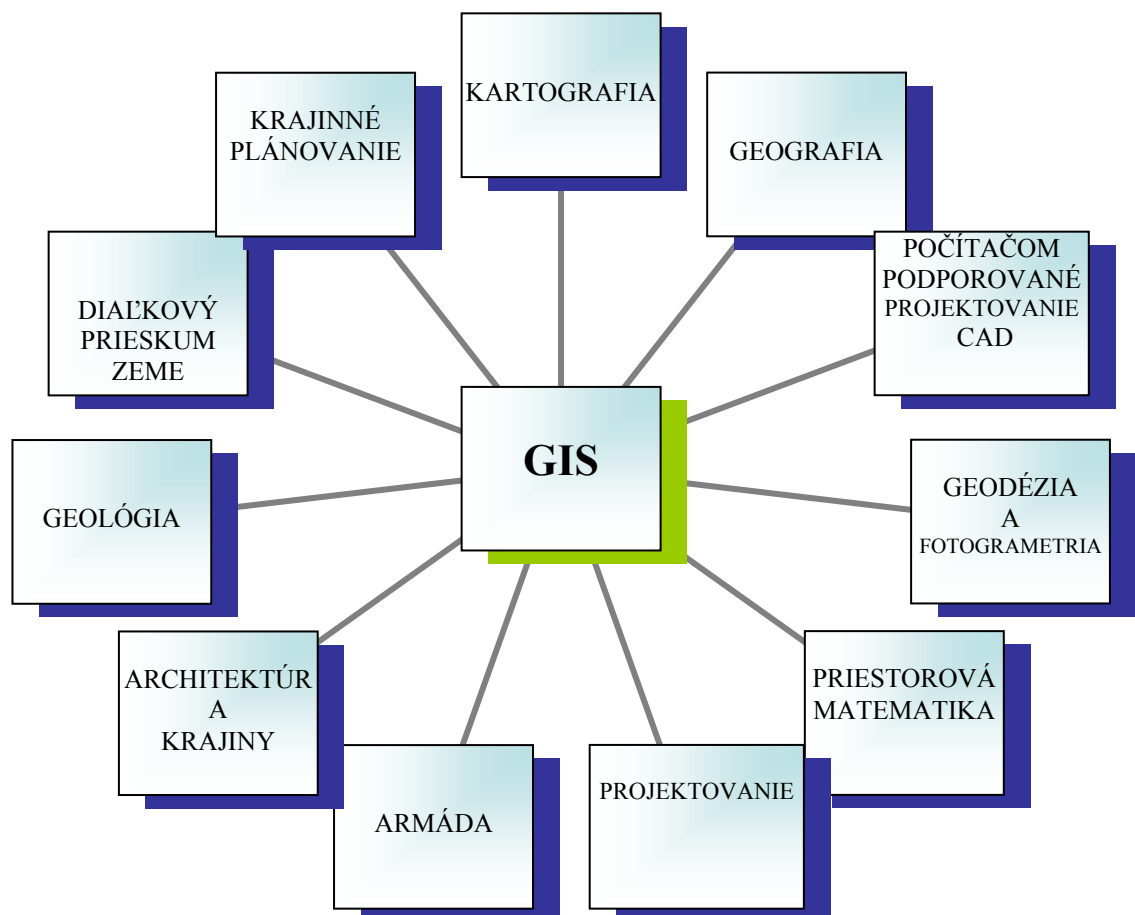 KARTOGRAFIA
GEOGRAFIA
POČÍTAČOM
PODPOROVANÉ
PROJEKTOVANIE
CAD
GEODÉZIA
A
FOTOGRAMETRIA
PRIESTOROVÁ
MATEMATIKA
PROJEKTOVANIE
ARMÁDA
ARCHITEKTÚR
A
KRAJINY
GEOLÓGIA
DIAĽKOVÝ
PRIESKUM
ZEME
KRAJINNÉ
PLÁNOVANIE
GIS